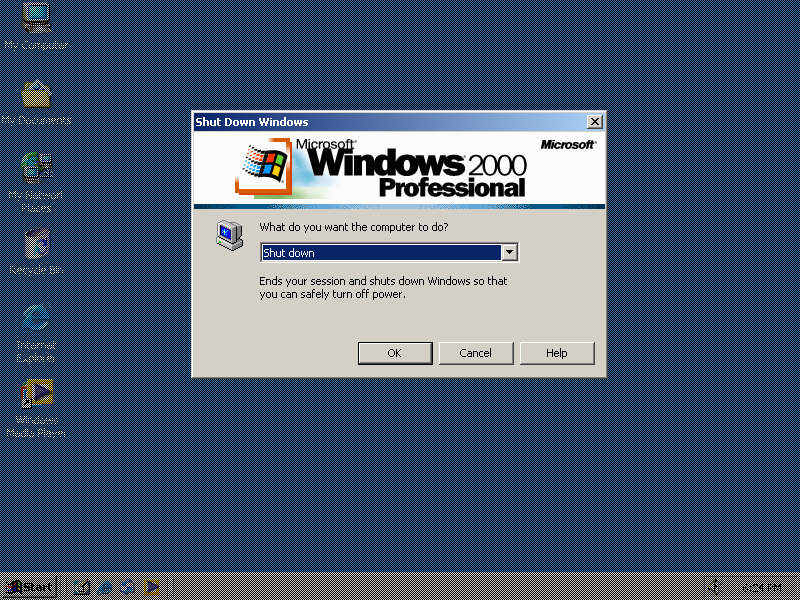 My Computer
My Documents
My Network
Places
Recycle Bin
Internet
Explorer
Windows
Media Player
Shut Down Windows
Microsoft
Microsoft
Windows 2000
Professional
What do you want the computer to do?
Shut down
Ends your session and shuts down Windows so that
you can safely turn off power.
OK
Cancel
Help
Start